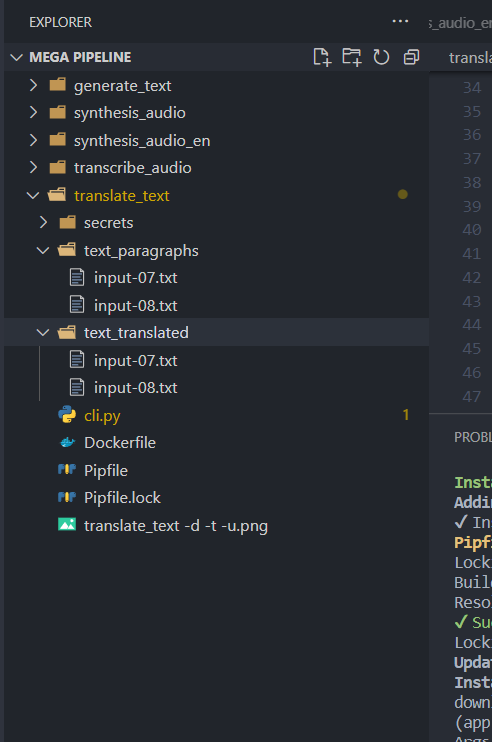 EXPLORER
MEGA PIPELINE
generate_text
synthesis_audio
synthesis_audio_en
transcribe_audio
translate_text
secrets
text_paragraphs
input-07.txt
input-08.txt
text_translated
input-07.txt
input-08.txt
cli.py 1
Dockerfile
Pipfile
Pipfile.lock
translate_text -d -t -u.png
s_audio_en
transla
34
35
36
37
38
39
40
41
42
43
44
45
46
47
PROBL
Insta
Addin
✓ In
Pipf
Lock
Buil
Reso
✓ Su
Lock
Upda
Inst
down
(app
Args